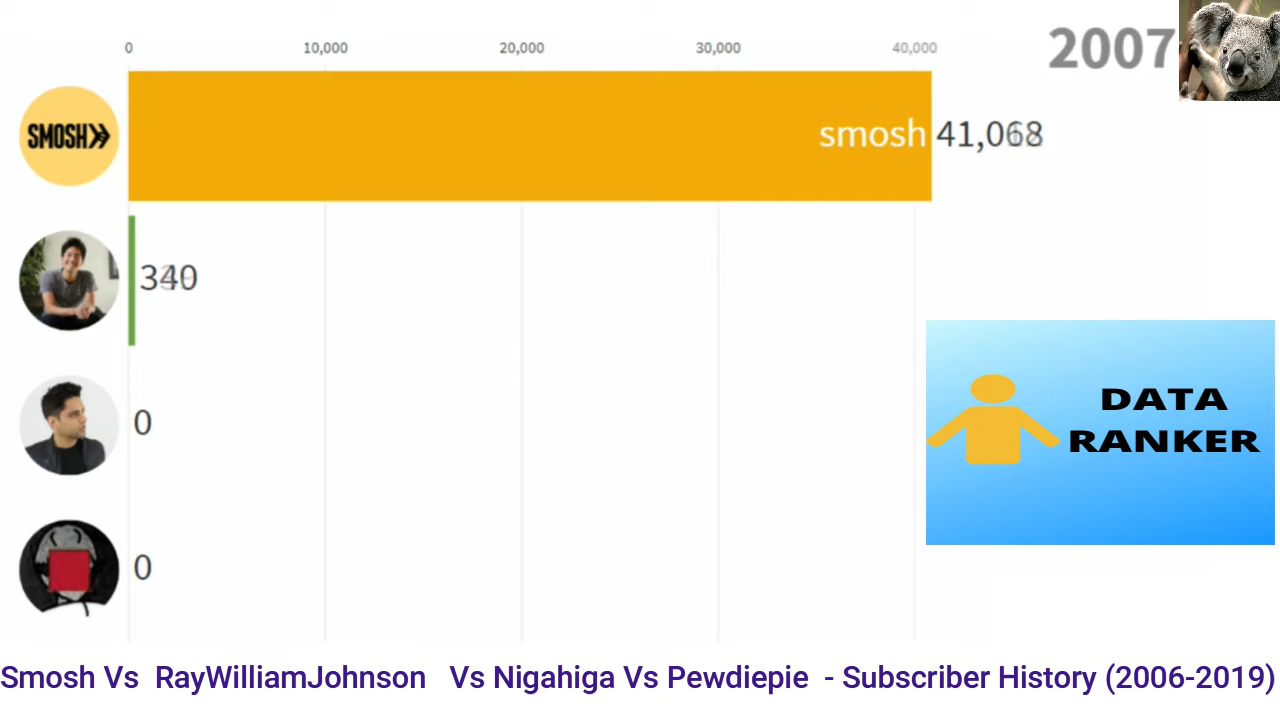 0 10,000 20,000 30,000 40,000
2007
SMOSH
smosh 41,068
340
0
0
DATA
RANKER
Smosh Vs RayWilliamJohnson Vs Nigahiga Vs Pewdiepie - Subscriber History (2006-2019)